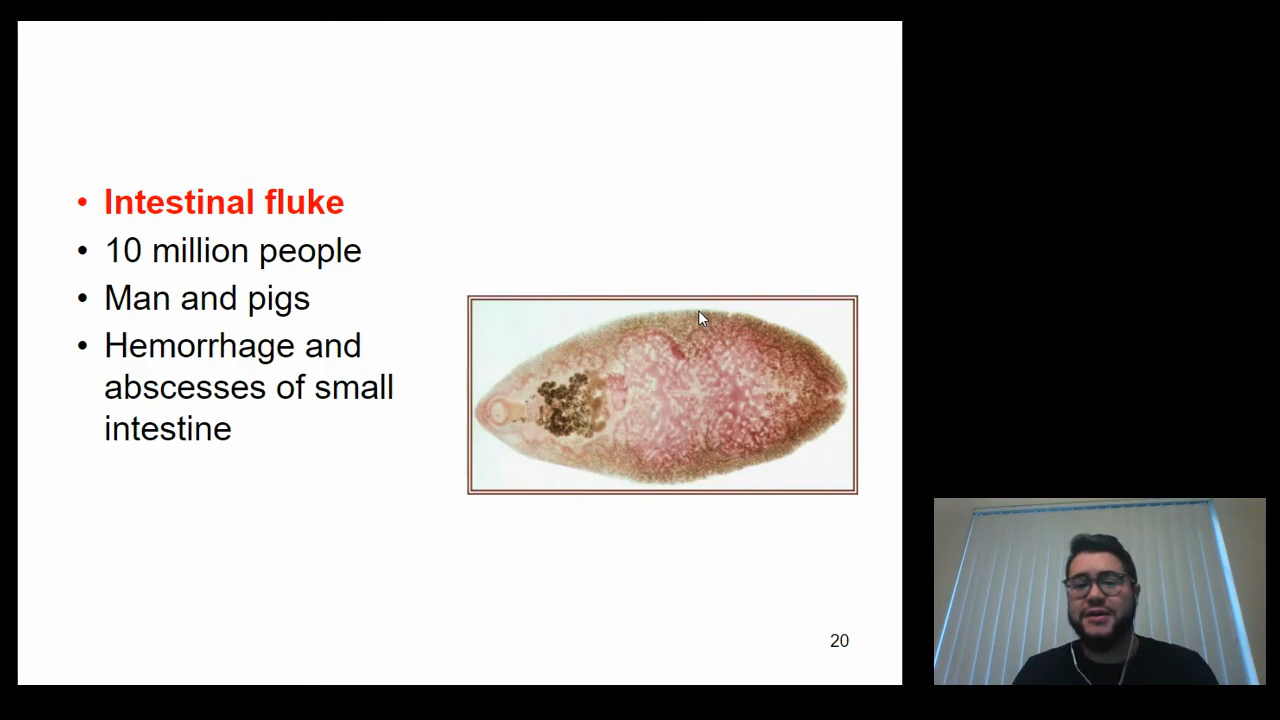 • Intestinal fluke
• 10 million people
• Man and pigs
• Hemorrhage and
abscesses of small
intestine
20